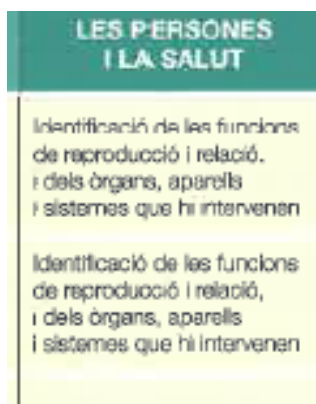 LES PERSONES
I LA SALUT
Identificació de les funcions
de reproducció i relació.
i dels òrgans, aparells
i sistemes que hi intervenen
Identificació de les funcions
de reproducció i relació,
i dels òrgans, aparells
i sistemes que hi intervenen